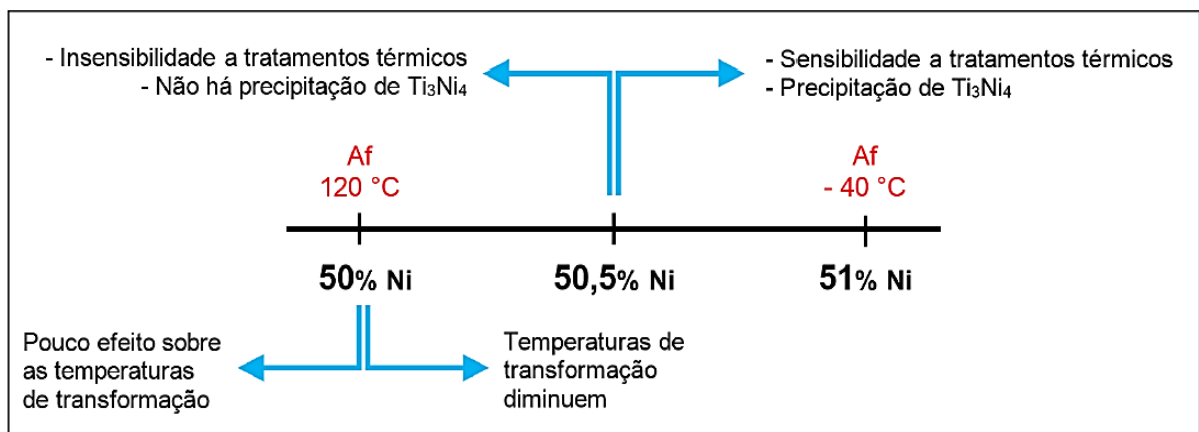 - Insensibilidade a tratamentos térmicos
- Não há precipitação de Ti₃Ni₄
- Sensibilidade a tratamentos térmicos
- Precipitação de Ti₃Ni₄
Af
120 °C
Af
- 40 °C
50% Ni
50,5% Ni
51% Ni
Pouco efeito sobre
as temperaturas
de transformação
Temperaturas de
transformação
diminuem